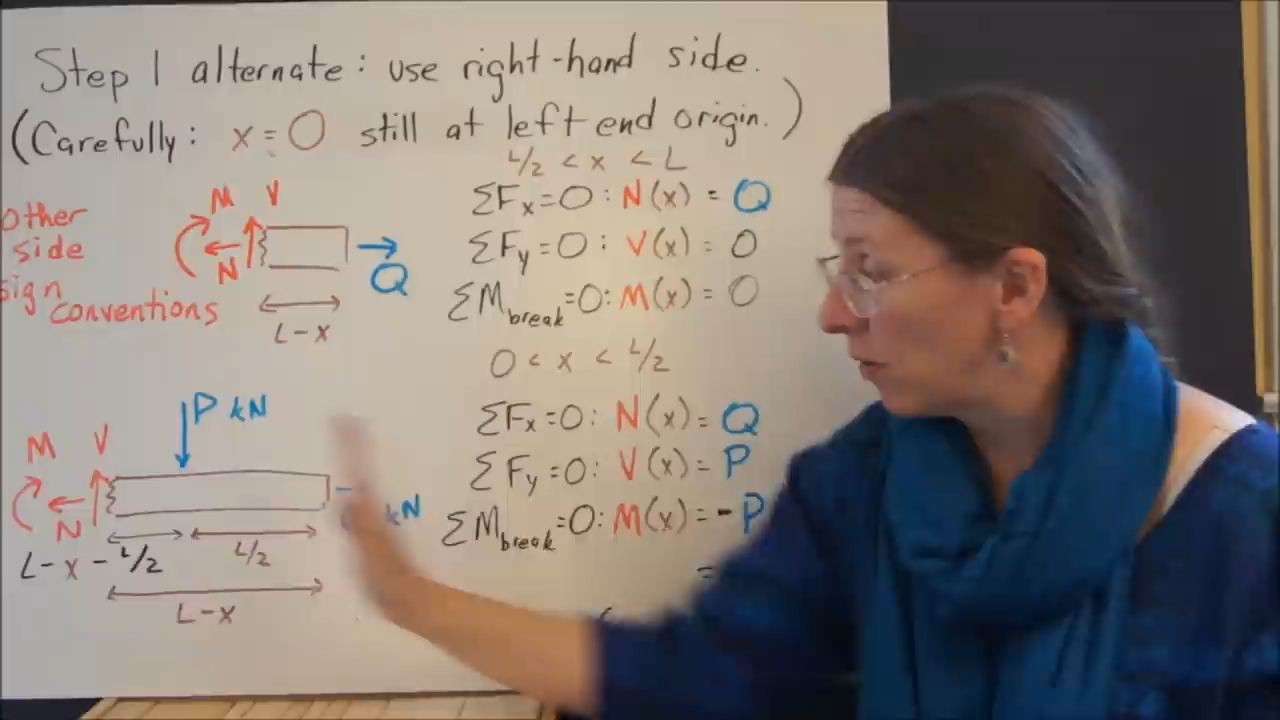 Step 1 alternate: use right-hand side.
(Carefully: x=0 still at left end origin.)
L/2 < x < L
ΣFx=0: N(x) = Q
ΣFy=0: V(x) = 0
ΣMbreak=0: M(x) = 0
0 < x < L/2
ΣFx=0: N(x) = Q
ΣFy=0: V(x) = P
ΣMbreak=0: M(x) = -P
=
other
side
sign
conventions
M V
N
Q
L-x
P kN
M V
N
kN
L-x-L/2
L/2
L-x